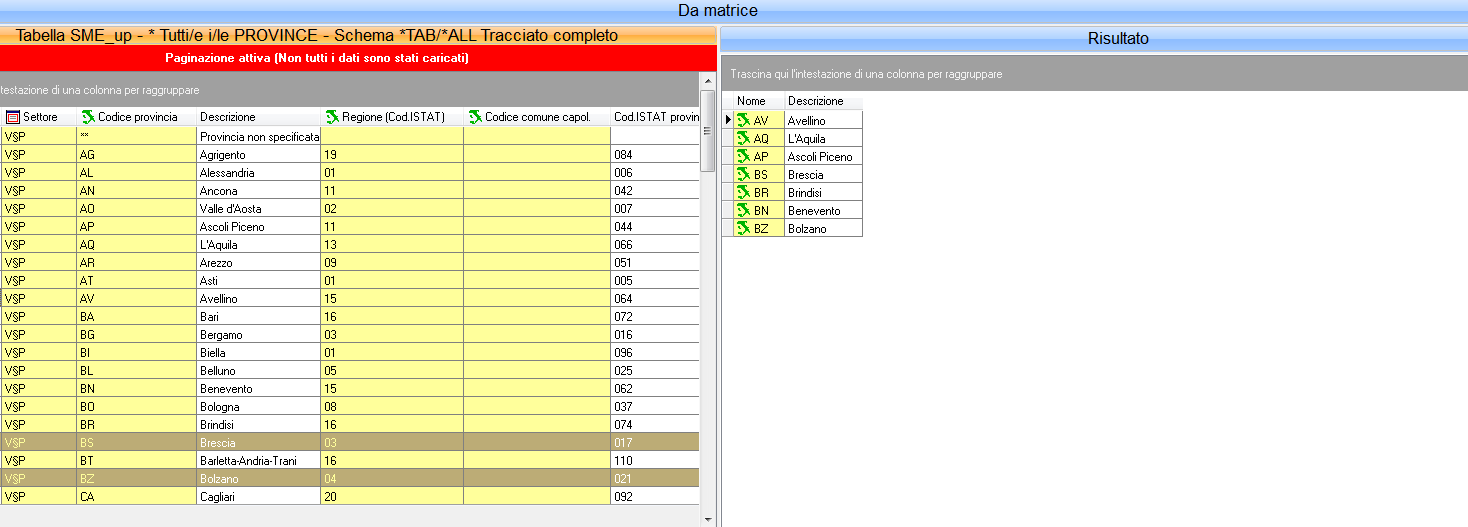 Da matrice
Tabella SME_up - * Tutti/e i/le PROVINCE - Schema *TAB/*ALL Tracciato completo
Paginazione attiva (Non tutti i dati sono stati caricati)
testazione di una colonna per raggruppare
Settore Codice provincia Descrizione Regione (Cod.ISTAT) Codice comune capol. Cod.ISTAT provin
V§P ** Provincia non specificata
V§P AG Agrigento 19 084
V§P AL Alessandria 01 006
V§P AN Ancona 11 042
V§P AO Valle d'Aosta 02 007
V§P AP Ascoli Piceno 11 044
V§P AQ L'Aquila 13 066
V§P AR Arezzo 09 051
V§P AT Asti 01 005
V§P AV Avellino 15 064
V§P BA Bari 16 072
V§P BG Bergamo 03 016
V§P BI Biella 01 096
V§P BL Belluno 05 025
V§P BN Benevento 15 062
V§P BO Bologna 08 037
V§P BR Brindisi 16 074
V§P BS Brescia 03 017
V§P BT Barletta-Andria-Trani 16 110
V§P BZ Bolzano 04 021
V§P CA Cagliari 20 092
Risultato
Trascina qui l'intestazione di una colonna per raggruppare
Nome Descrizione
AV Avellino
AQ L'Aquila
AP Ascoli Piceno
BS Brescia
BR Brindisi
BN Benevento
BZ Bolzano